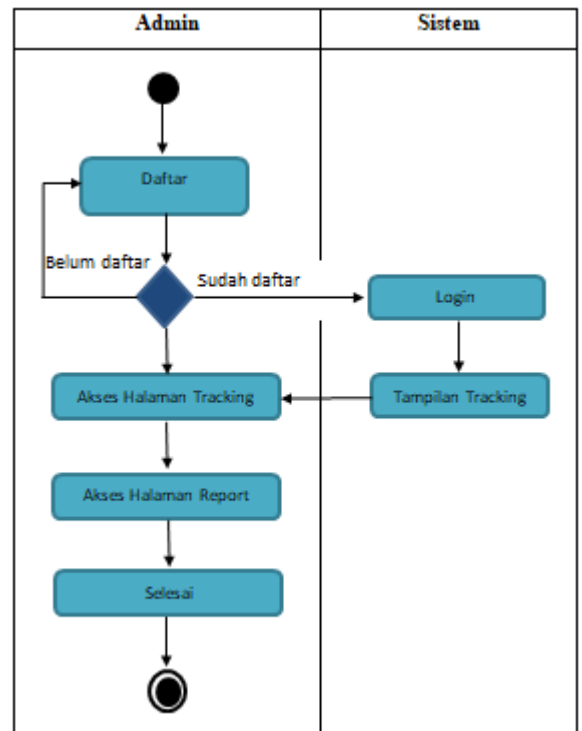 Admin
Sistem
Daftar
Belum daftar
Sudah daftar
Login
Akses Halaman Tracking
Tampilan Tracking
Akses Halaman Report
Selesai